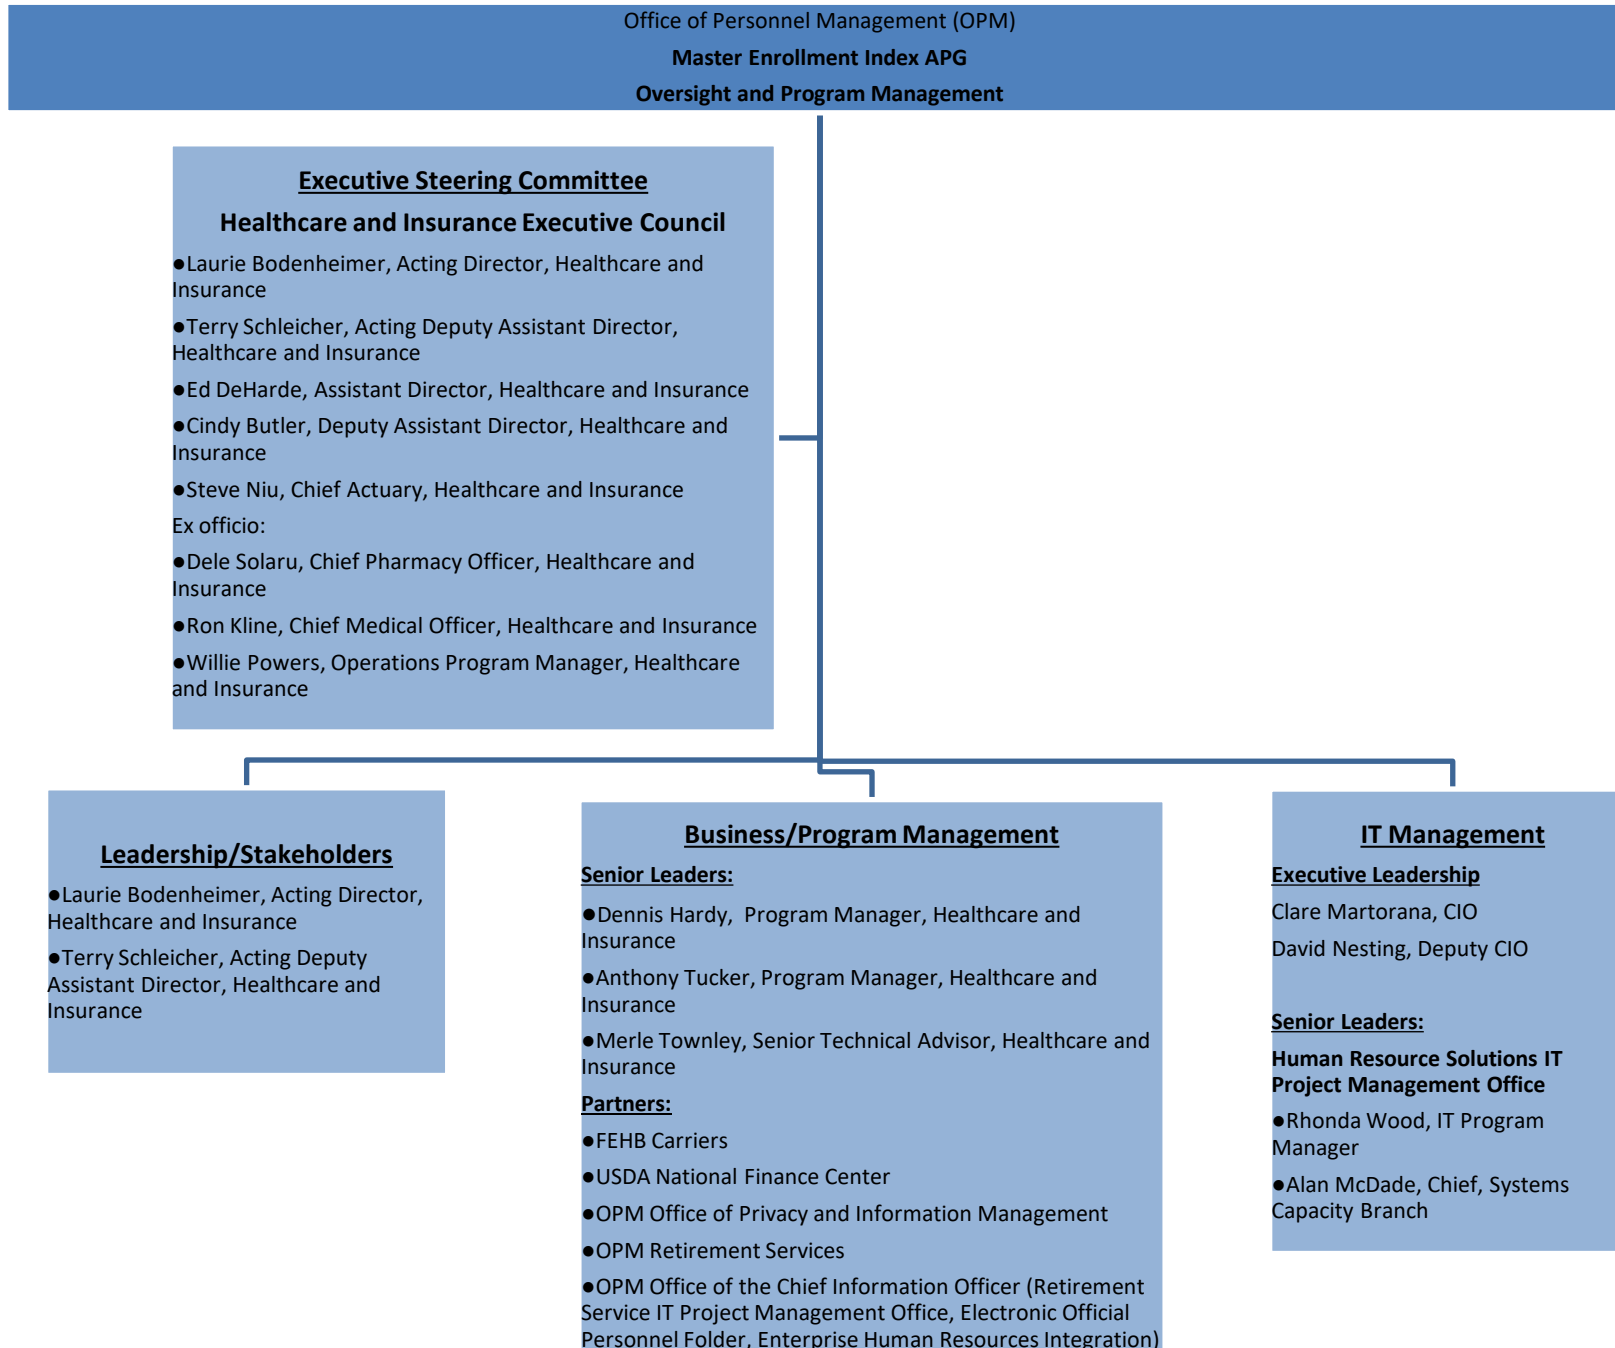 Office of Personnel Management (OPM)
Master Enrollment Index APG
Oversight and Program Management
Executive Steering Committee
Healthcare and Insurance Executive Council
●Laurie Bodenheimer, Acting Director, Healthcare and
Insurance
●Terry Schleicher, Acting Deputy Assistant Director,
Healthcare and Insurance
●Ed DeHarde, Assistant Director, Healthcare and Insurance
●Cindy Butler, Deputy Assistant Director, Healthcare and
Insurance
●Steve Niu, Chief Actuary, Healthcare and Insurance
Ex officio:
●Dele Solaru, Chief Pharmacy Officer, Healthcare and
Insurance
●Ron Kline, Chief Medical Officer, Healthcare and Insurance
●Willie Powers, Operations Program Manager, Healthcare
and Insurance
Leadership/Stakeholders
●Laurie Bodenheimer, Acting Director,
Healthcare and Insurance
●Terry Schleicher, Acting Deputy
Assistant Director, Healthcare and
Insurance
Business/Program Management
Senior Leaders:
●Dennis Hardy,  Program Manager, Healthcare and
Insurance
●Anthony Tucker, Program Manager, Healthcare and
Insurance
●Merle Townley, Senior Technical Advisor, Healthcare and
Insurance
Partners:
●FEHB Carriers
●USDA National Finance Center
●OPM Office of Privacy and Information Management
●OPM Retirement Services
●OPM Office of the Chief Information Officer (Retirement
Service IT Project Management Office, Electronic Official
Personnel Folder, Enterprise Human Resources Integration)
IT Management
Executive Leadership
Clare Martorana, CIO
David Nesting, Deputy CIO
Senior Leaders:
Human Resource Solutions IT
Project Management Office
●Rhonda Wood, IT Program
Manager
●Alan McDade, Chief, Systems
Capacity Branch